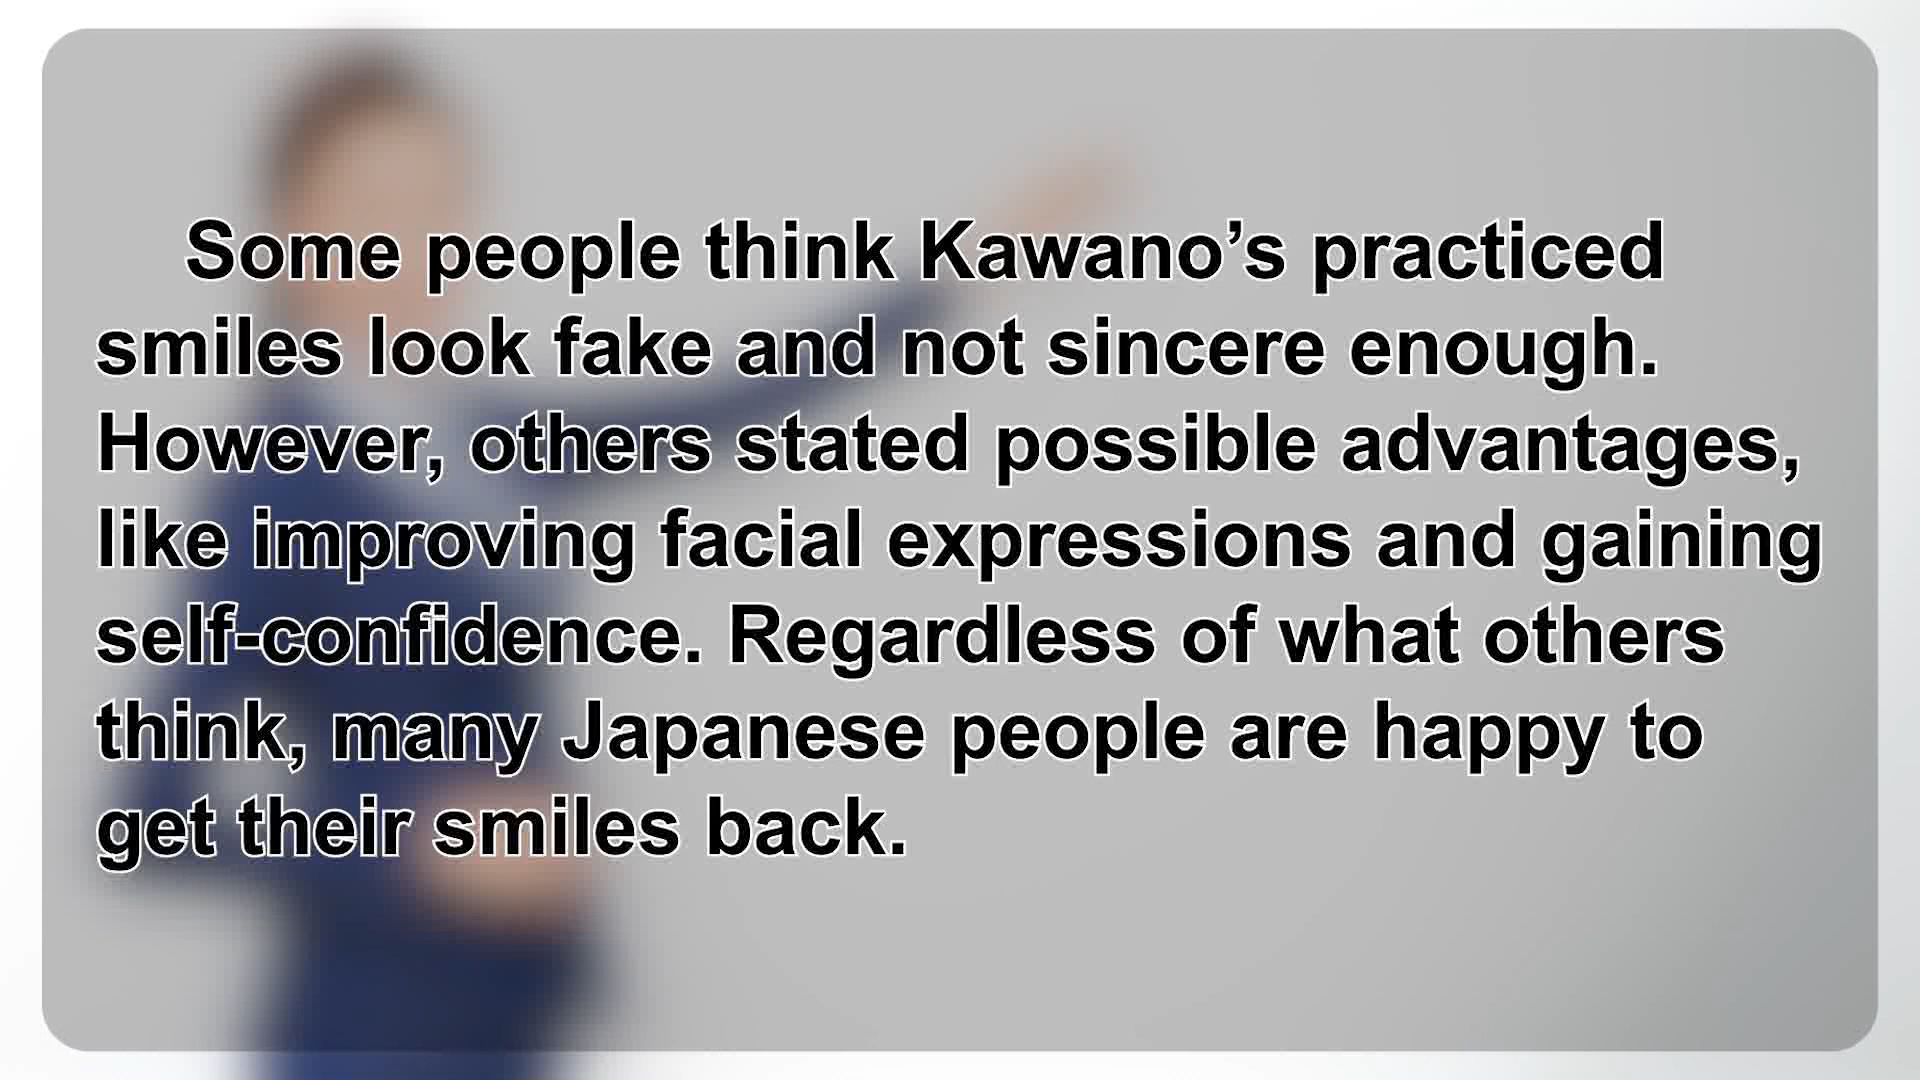 Some people think Kawano’s practiced
smiles look fake and not sincere enough.
However, others stated possible advantages,
like improving facial expressions and gaining
self-confidence. Regardless of what others
think, many Japanese people are happy to
get their smiles back.